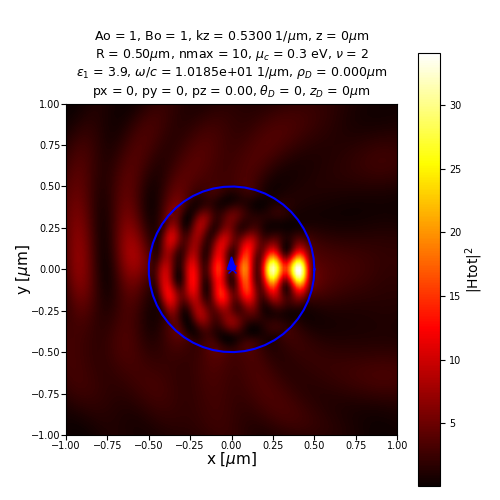 Ao = 1, Bo = 1, kz = 0.5300 1/μm, z = 0μm
R = 0.50μm, nmax = 10, μc = 0.3 eV, ν = 2
ε1 = 3.9, ω/c = 1.0185e+01 1/μm, ρD = 0.000μm
px = 0, py = 0, pz = 0.00, θD = 0, zD = 0μm
1.00
0.75
0.50
0.25
0.00
−0.25
−0.50
−0.75
−1.00
y [μm]
−1.00 −0.75 −0.50 −0.25 0.00 0.25 0.50 0.75 1.00
x [μm]
30
25
20
15
10
5
|Htot|²